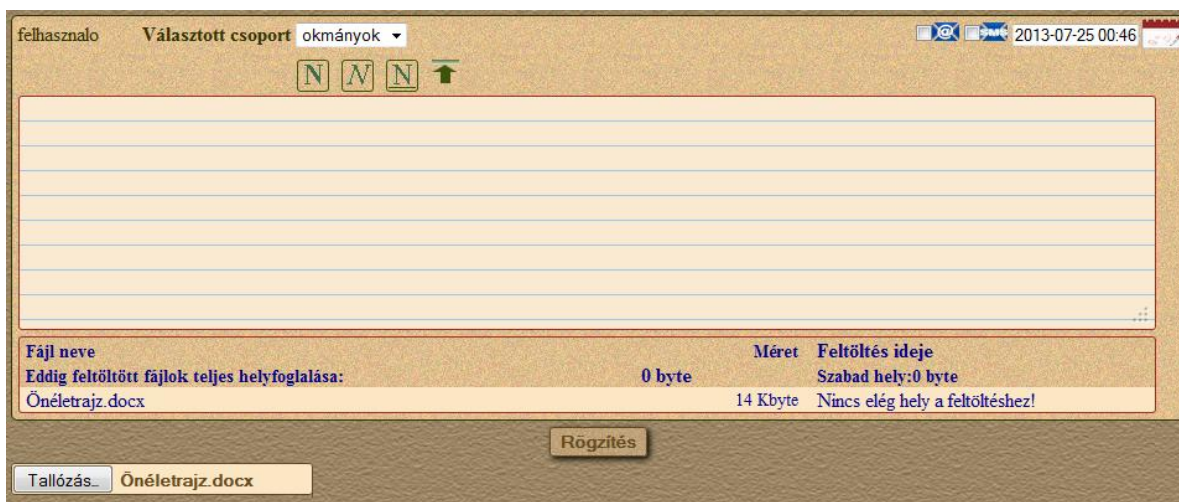 felhasznalo Választott csoport okmányok @ SMS 2013-07-25 00:46
N N N
Fájl neve Méret Feltöltés ideje
Eddig feltöltött fájlok teljes helyfoglalása: 0 byte Szabad hely:0 byte
Önéletrajz.docx 14 Kbyte Nincs elég hely a feltöltéshez!
Rögzítés
Tallózás... Önéletrajz.docx